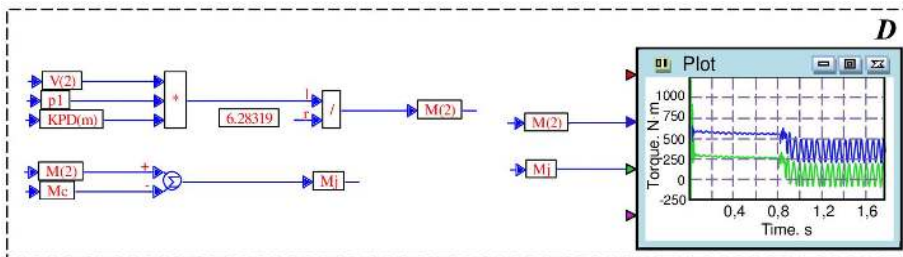 D
V(2)
p1
KPD(m)
*
l
r
6.28319
/
M(2)
M(2)
Mc
+
-
Σ
Mj
M(2)
Mj
Plot
Torque. N·m
1000
750
500
250
0
-250
0,4
0,8
1,2
1,6
Time. s